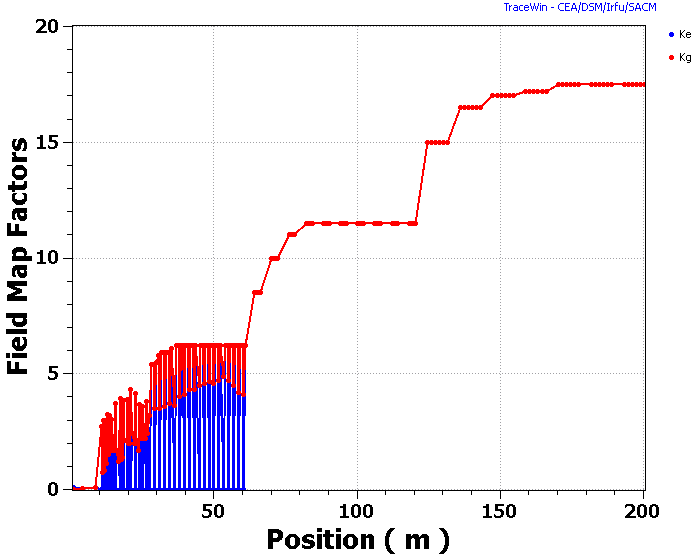 TraceWin - CEA/DSM/Irfu/SACM
Ke
Kg
20
15
10
5
0
50
100
150
200
Field Map Factors
Position ( m )